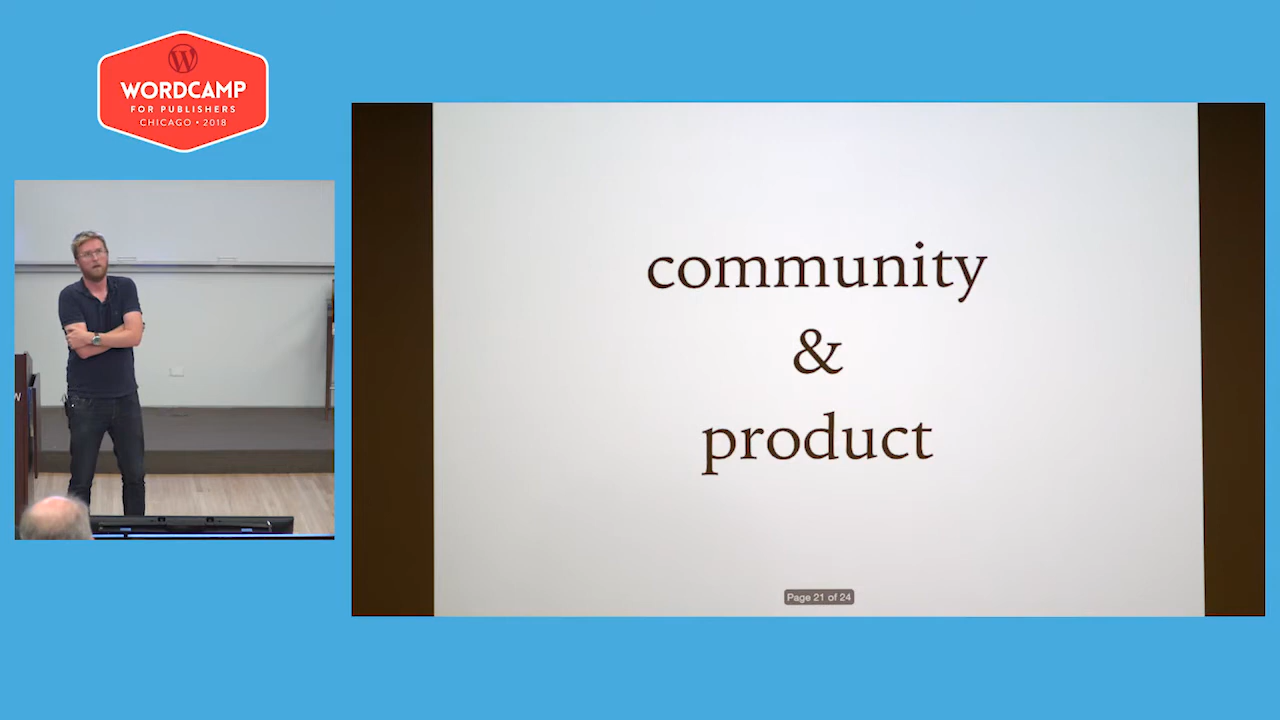 WORDCAMP
FOR PUBLISHERS
CHICAGO • 2018
community
&
product
Page 21 of 24